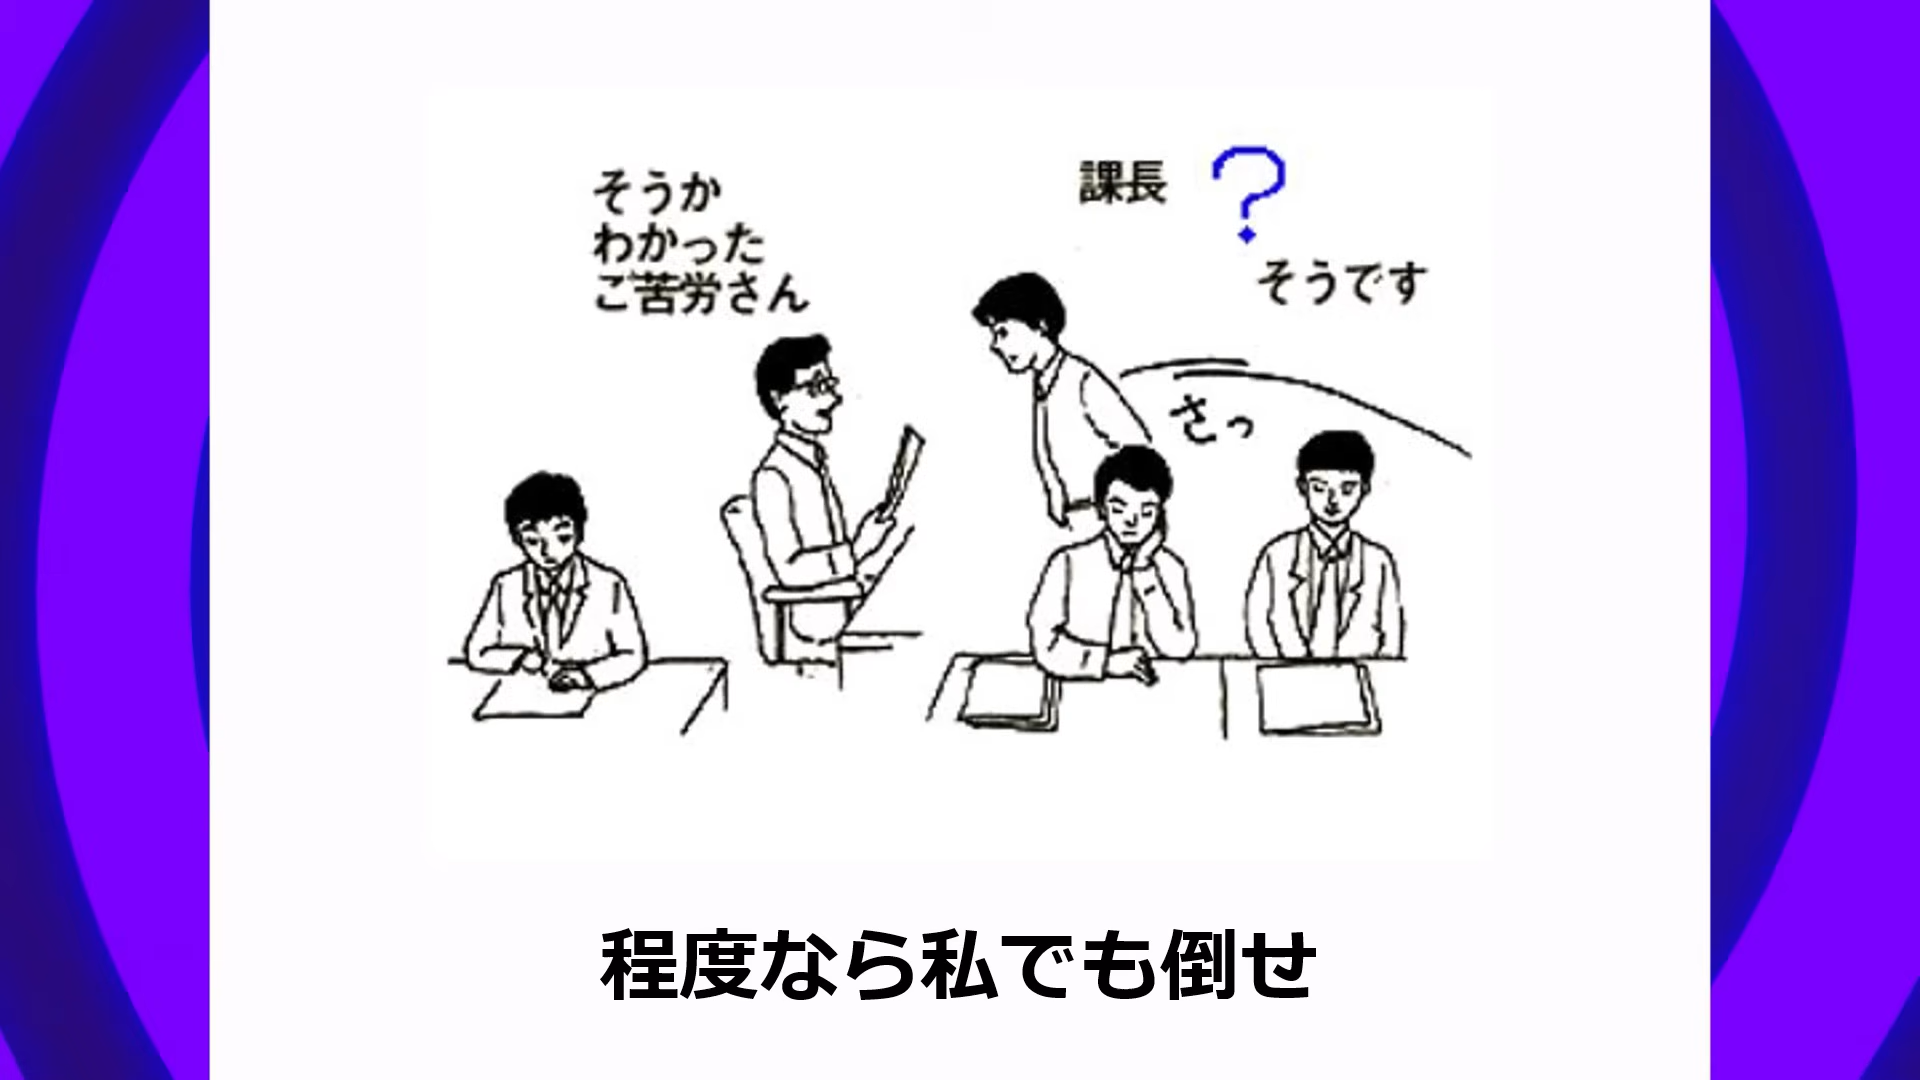 そうか
わかった
ご苦労さん
課長
?
そうです
さっ
程度なら私でも倒せ